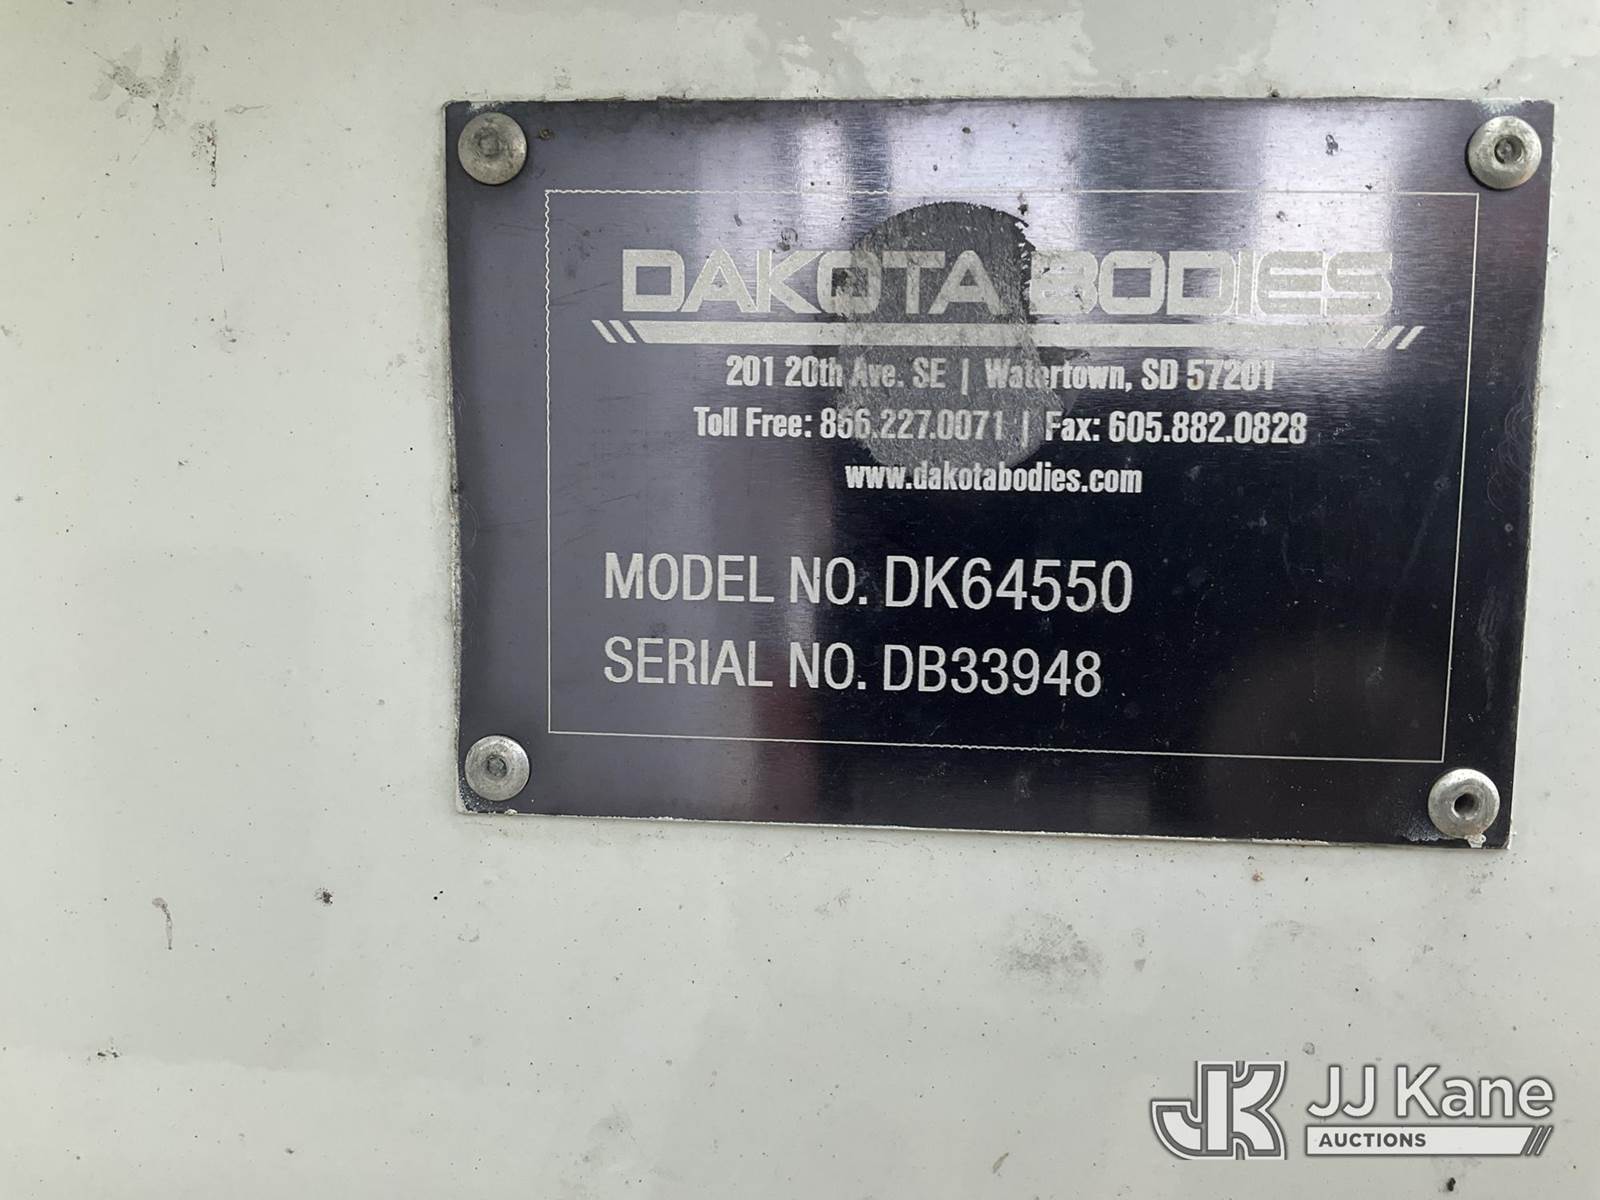 DAKOTA BODIES
201 20th Ave. SE | Watertown, SD 57201
Toll Free: 866.227.0071 | Fax: 605.882.0828
www.dakotabodies.com
MODEL NO. DK64550
SERIAL NO. DB33948
JK JJ Kane
AUCTIONS